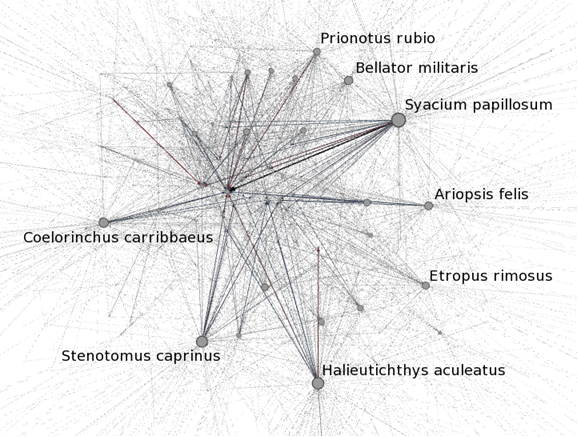 Prionotus rubio
Bellator militaris
Syacium papillosum
Ariopsis felis
Coelorinchus carribbaeus
Etropus rimosus
Stenotomus caprinus
Halieutichthys aculeatus